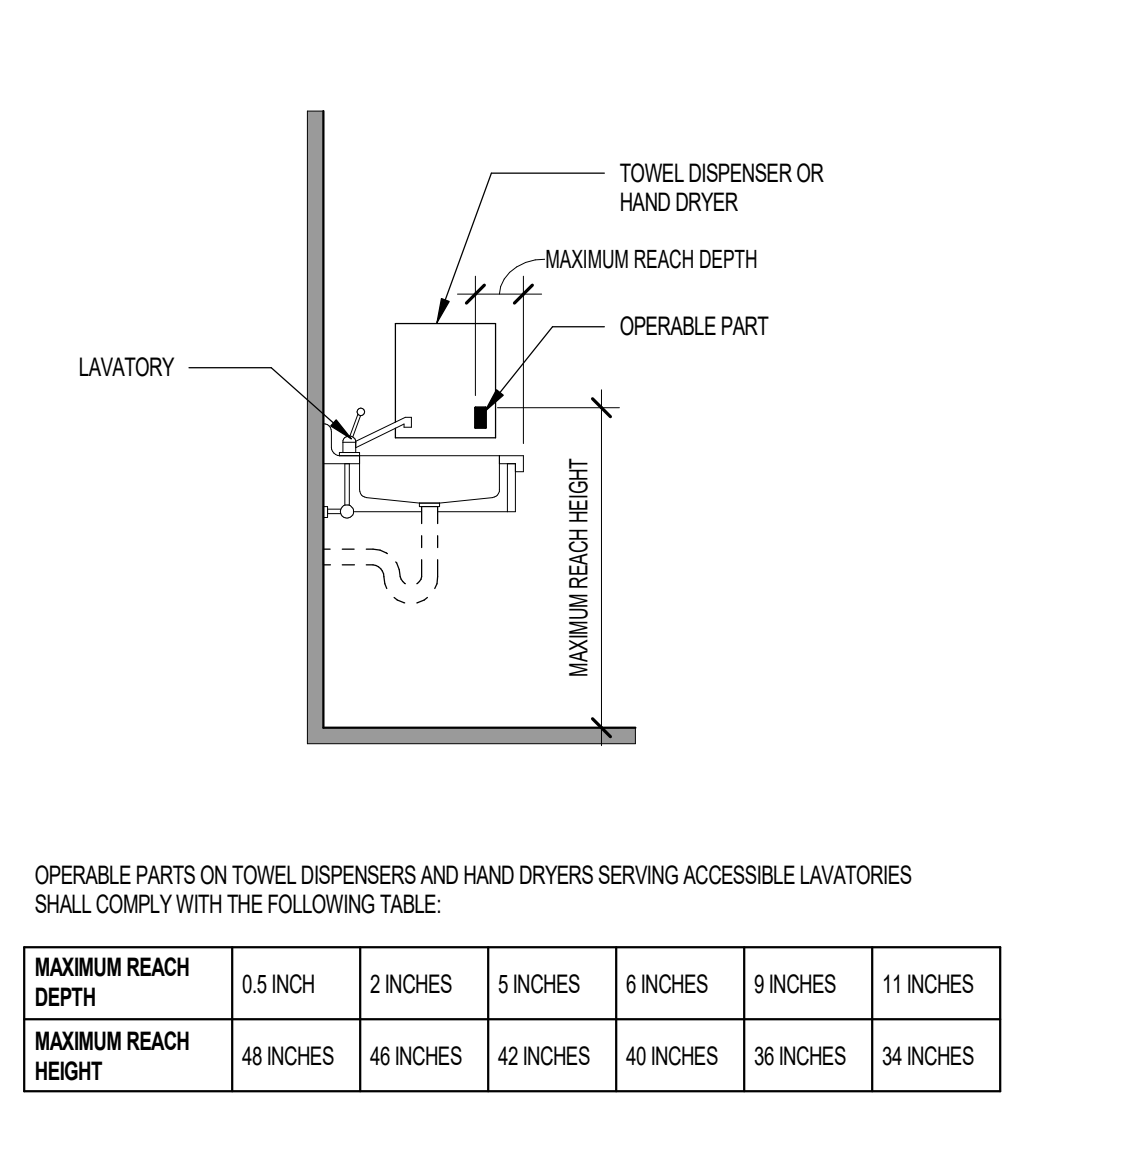 TOWEL DISPENSER OR
HAND DRYER
MAXIMUM REACH DEPTH
OPERABLE PART
LAVATORY
MAXIMUM REACH HEIGHT
OPERABLE PARTS ON TOWEL DISPENSERS AND HAND DRYERS SERVING ACCESSIBLE LAVATORIES
SHALL COMPLY WITH THE FOLLOWING TABLE:
MAXIMUM REACH
DEPTH
0.5 INCH
2 INCHES
5 INCHES
6 INCHES
9 INCHES
11 INCHES
MAXIMUM REACH
HEIGHT
48 INCHES
46 INCHES
42 INCHES
40 INCHES
36 INCHES
34 INCHES